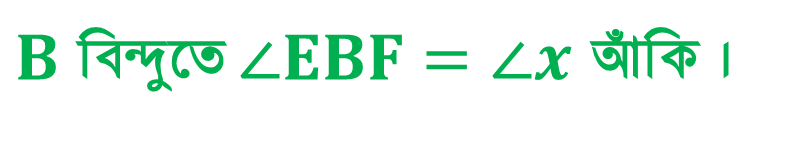 B বিন্দুতে ∠EBF = ∠x আঁকি ।